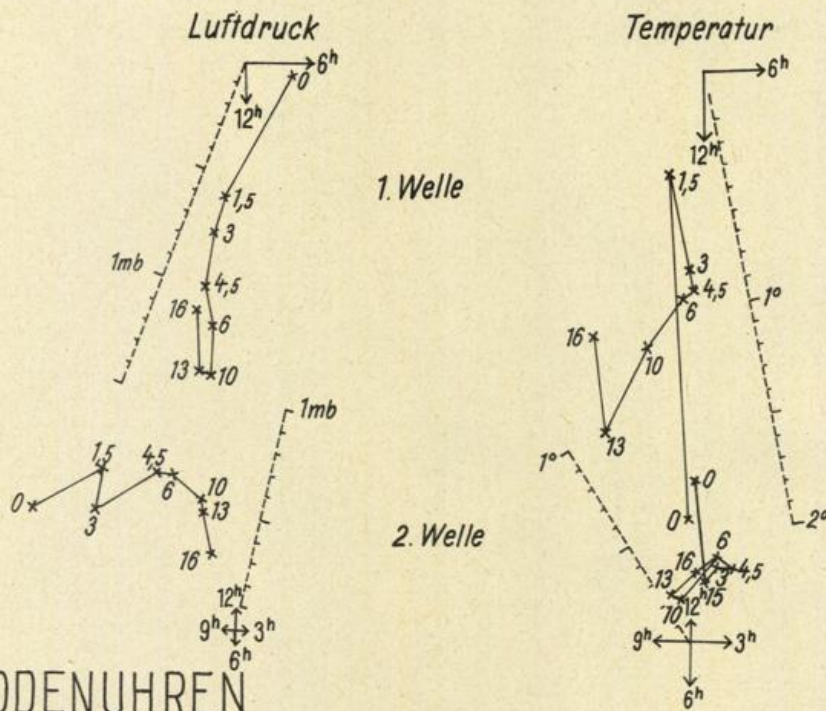 Luftdruck
6ʰ
0
12ʰ
1,5
3
1mb
4,5
16
6
13
10
Temperatur
6ʰ
12ʰ
1,5
3
4,5
6
1°
16
10
13
0
2°
1. Welle
1mb
1,5
4,5
6
10
0
3
13
16
12ʰ
9ʰ
3ʰ
6ʰ
2. Welle
1°
0
6
16
13
3
4,5
10
12ʰ
15
9ʰ
3ʰ
6ʰ
ODENUHREN